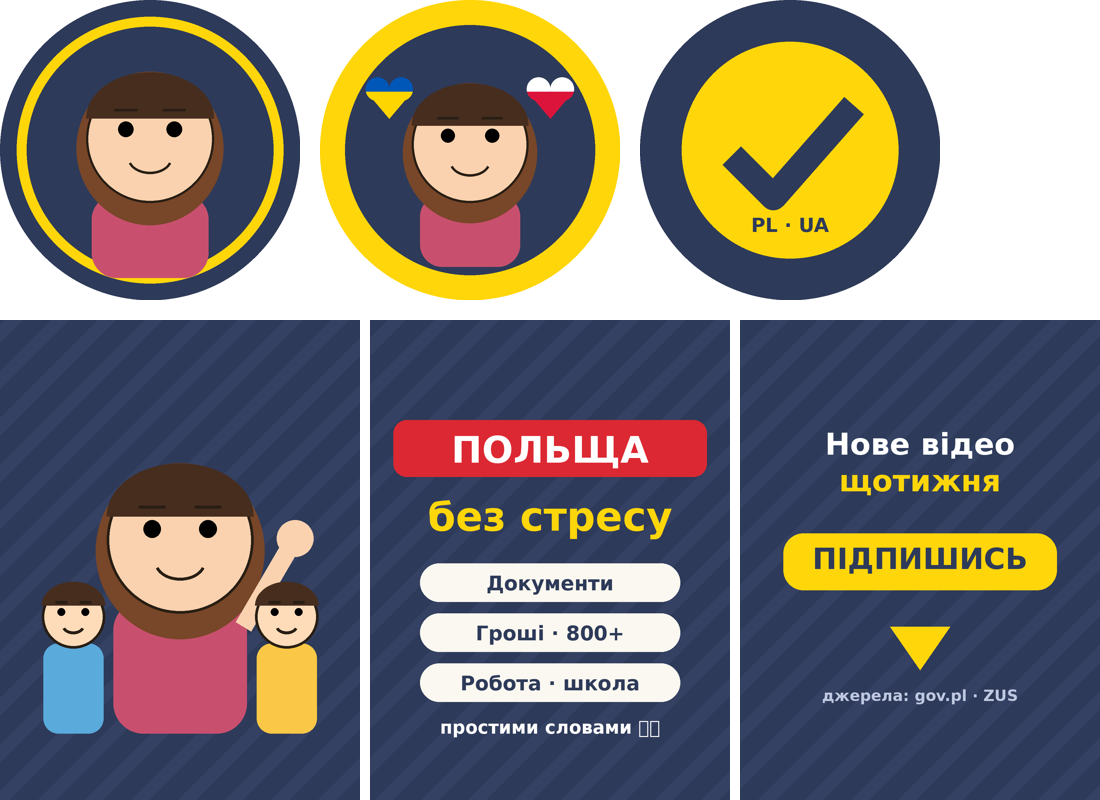 PL · UA
ПОЛЬЩА
без стресу
Документи
Гроші · 800+
Робота · школа
простими словами
Нове відео
щотижня
ПІДПИШИСЬ
джерела: gov.pl · ZUS